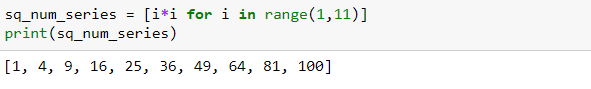 sq_num_series = [i*i for i in range(1,11)]
print(sq_num_series)
[1, 4, 9, 16, 25, 36, 49, 64, 81, 100]